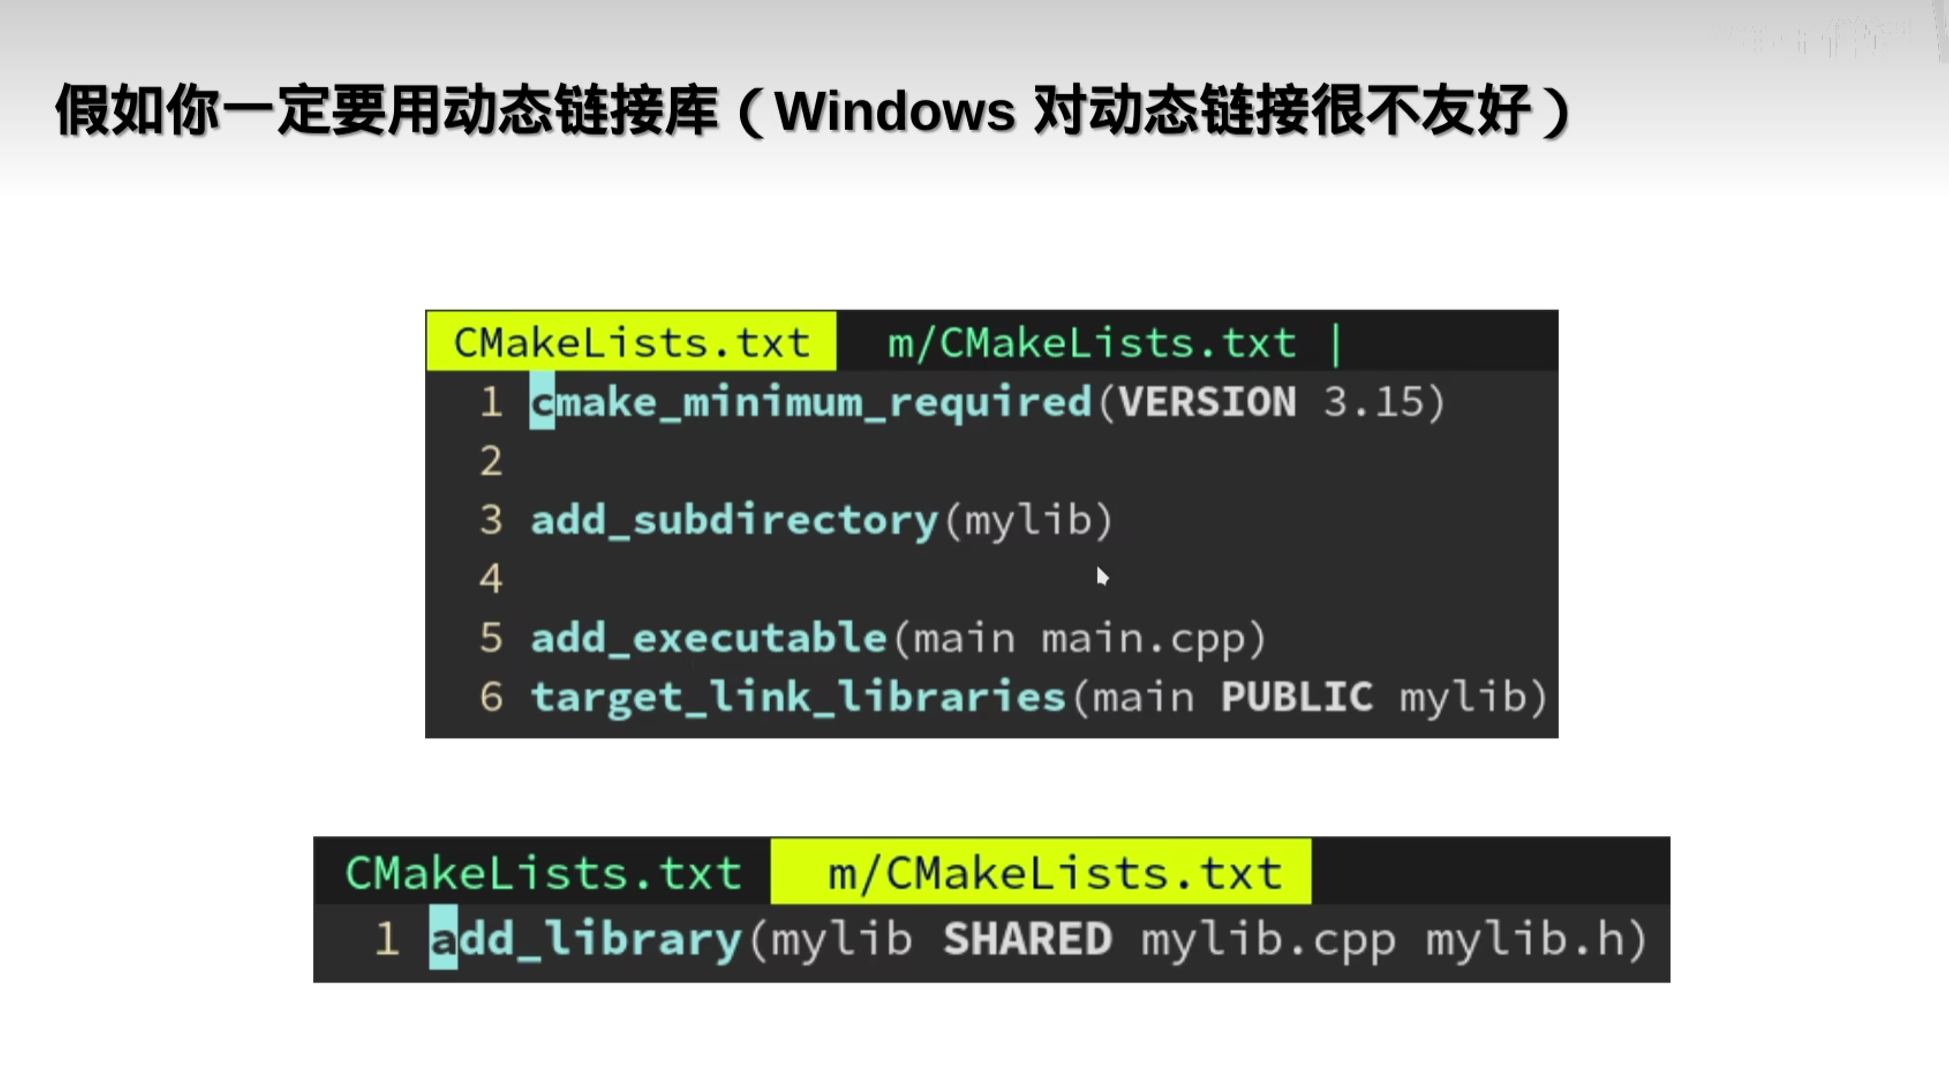 假如你一定要用动态链接库（Windows 对动态链接很不友好）
CMakeLists.txt m/CMakeLists.txt |
1 cmake_minimum_required(VERSION 3.15)
2
3 add_subdirectory(mylib)
4
5 add_executable(main main.cpp)
6 target_link_libraries(main PUBLIC mylib)
CMakeLists.txt m/CMakeLists.txt
1 add_library(mylib SHARED mylib.cpp mylib.h)